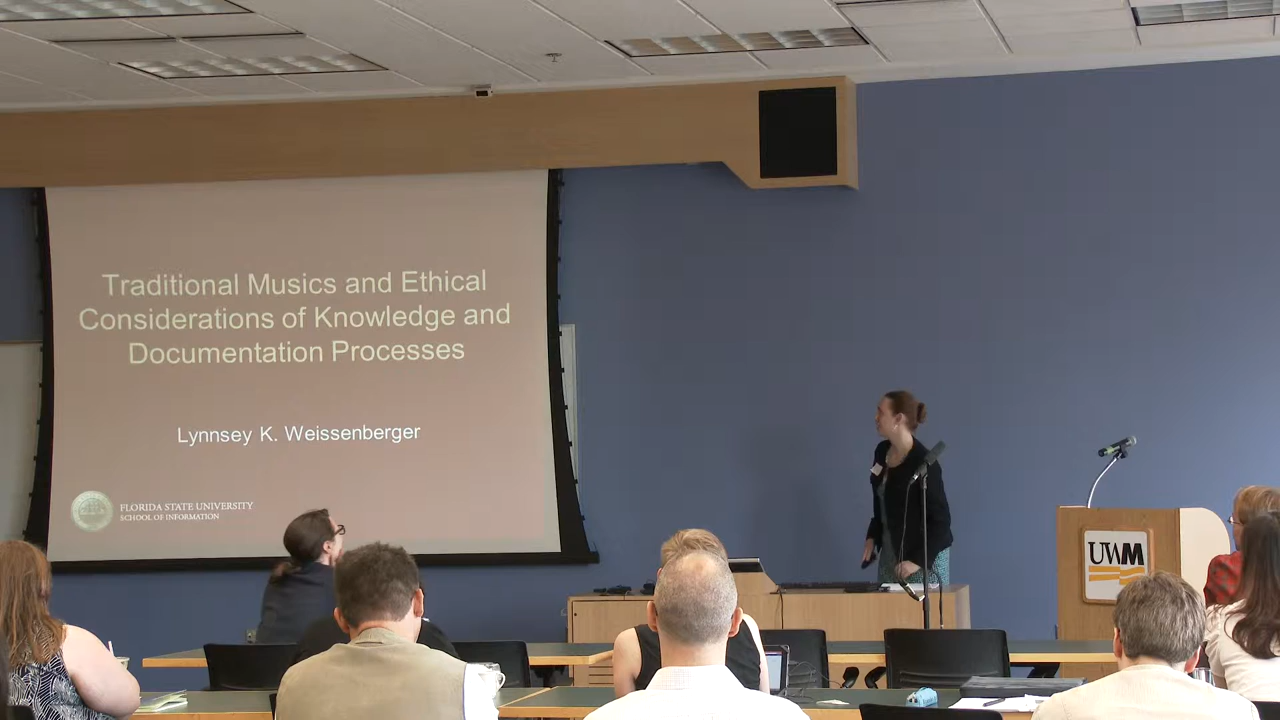 Traditional Musics and Ethical
Considerations of Knowledge and
Documentation Processes
Lynnsey K. Weissenberger
FLORIDA STATE UNIVERSITY
SCHOOL OF INFORMATION
UWM